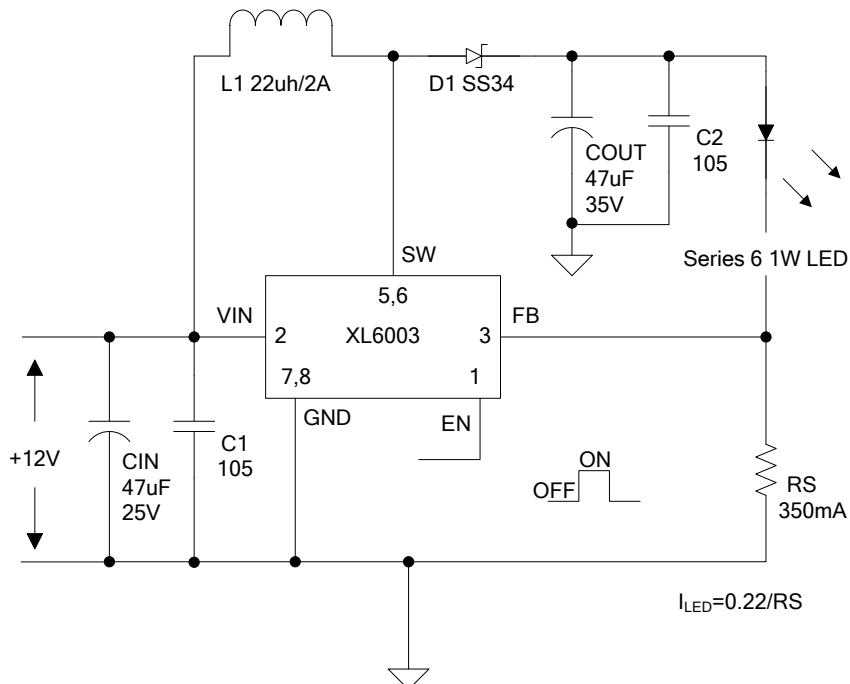 L1 22uh/2A
D1 SS34
COUT
47uF
35V
C2
105
SW
Series 6 1W LED
5,6
VIN
FB
2
XL6003
3
7,8
1
GND
EN
+12V
CIN
47uF
25V
C1
105
ON
OFF
RS
350mA
I_LED=0.22/RS